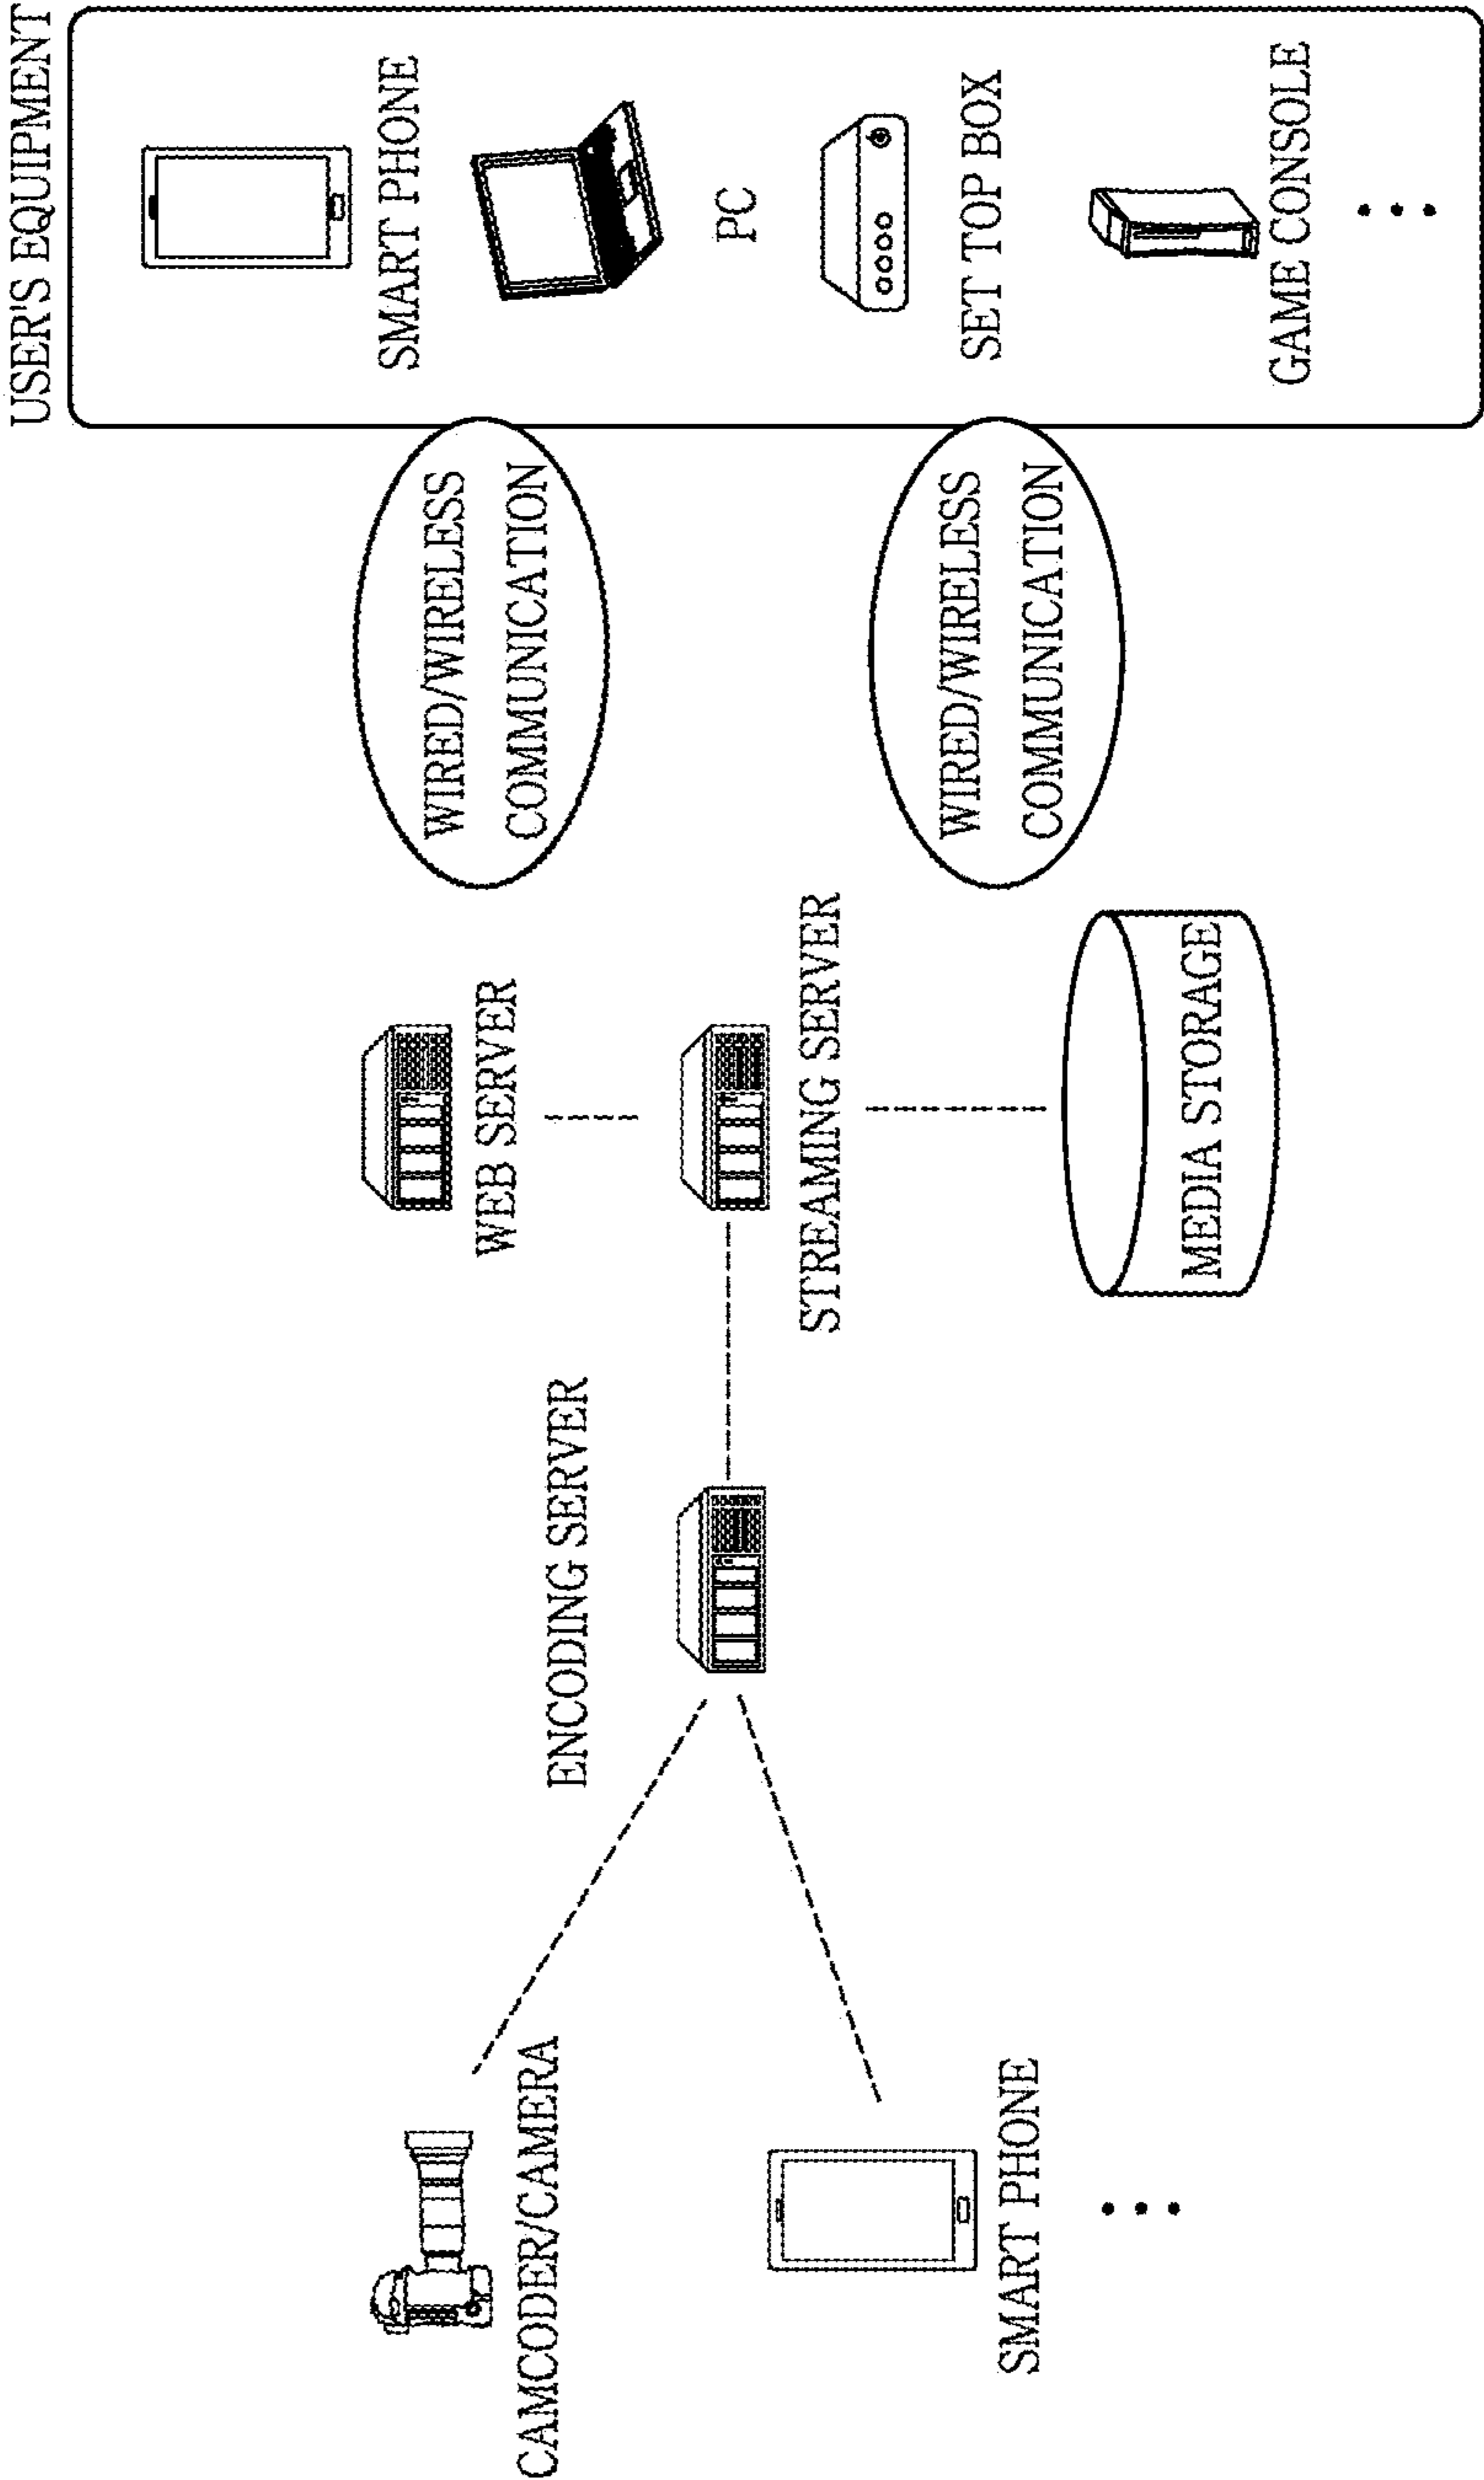 CAMCODER/CAMERA
SMART PHONE
ENCODING SERVER
WEB SERVER
STREAMING SERVER
MEDIA STORAGE
WIRED/WIRELESS
COMMUNICATION
WIRED/WIRELESS
COMMUNICATION
USER'S EQUIPMENT
SMART PHONE
PC
SET TOP BOX
GAME CONSOLE